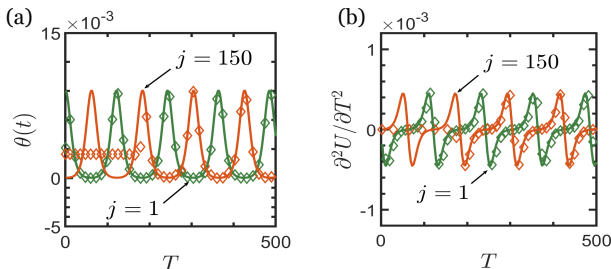 (a)
×10⁻³
15
0
-5
θ(t)
j = 150
j = 1
0
500
T
(b)
×10⁻³
1
0
-1
∂²U/∂T²
j = 150
j = 1
0
500
T